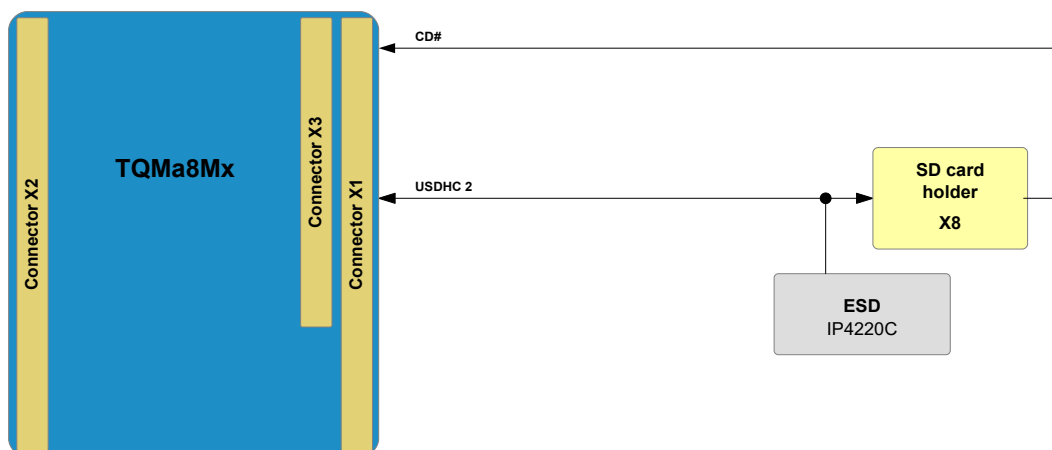 CD#
TQMa8Mx
Connector X2
Connector X3
Connector X1
USDHC 2
SD card
holder
X8
ESD
IP4220C